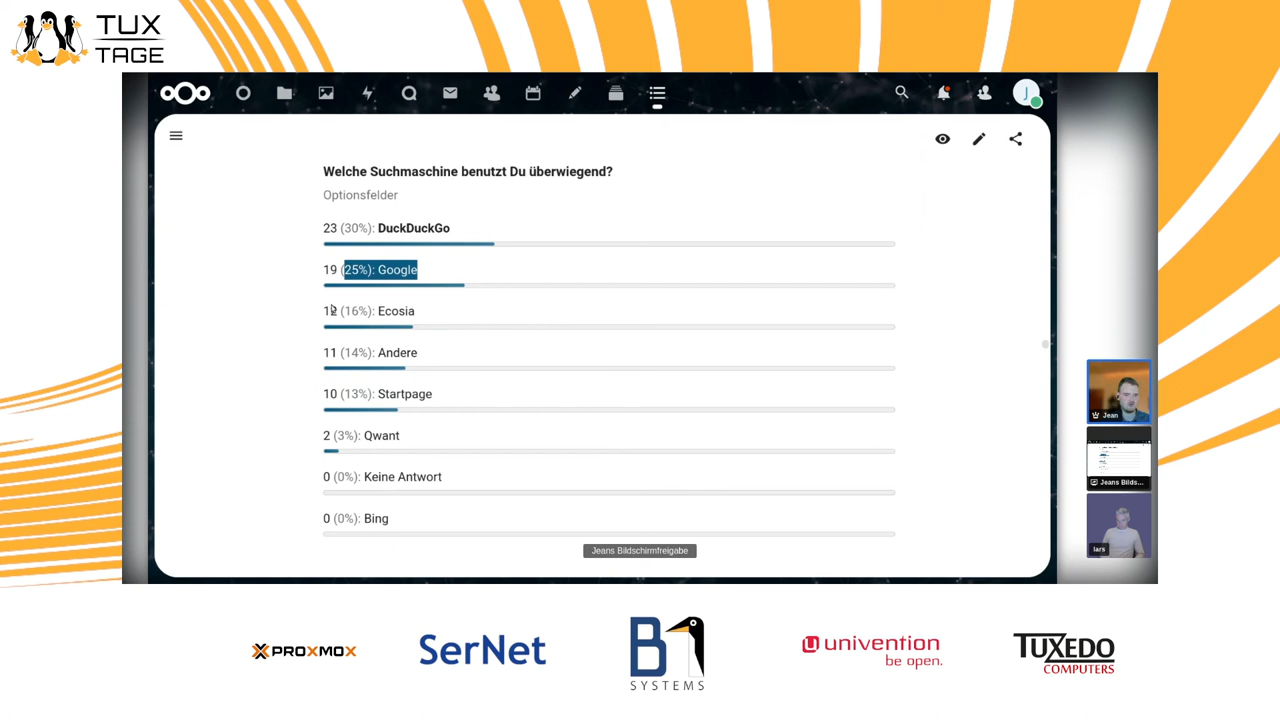 TUX
TAGE
J
Welche Suchmaschine benutzt Du überwiegend?
Optionsfelder
23 (30%): DuckDuckGo
19 (25%): Google
12 (16%): Ecosia
11 (14%): Andere
10 (13%): Startpage
2 (3%): Qwant
0 (0%): Keine Antwort
0 (0%): Bing
Jeans Bildschirmfreigabe
Jean
Jeans Bilds...
lars
PROXMOX
SerNet
B1
SYSTEMS
univention
be open.
TUXEDO
COMPUTERS